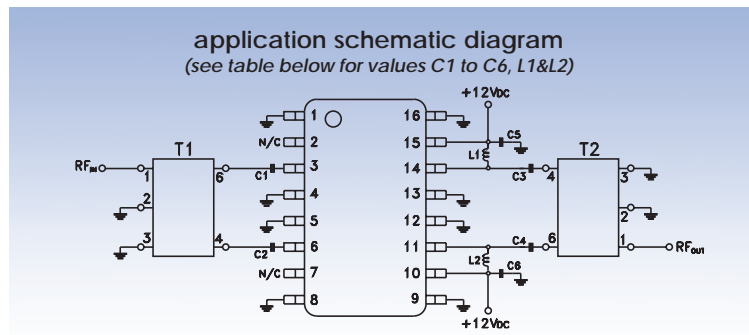 application schematic diagram
(see table below for values C1 to C6, L1&L2)
+12VDC
1
16
2
N/C
15
C5
L1
T1
T2
RFIN
1
6
C1
3
14
C3
4
3
2
4
13
2
5
12
3
4
C2
6
11
C4
6
1
RFOUT
L2
N/C
7
10
C6
8
9
+12VDC